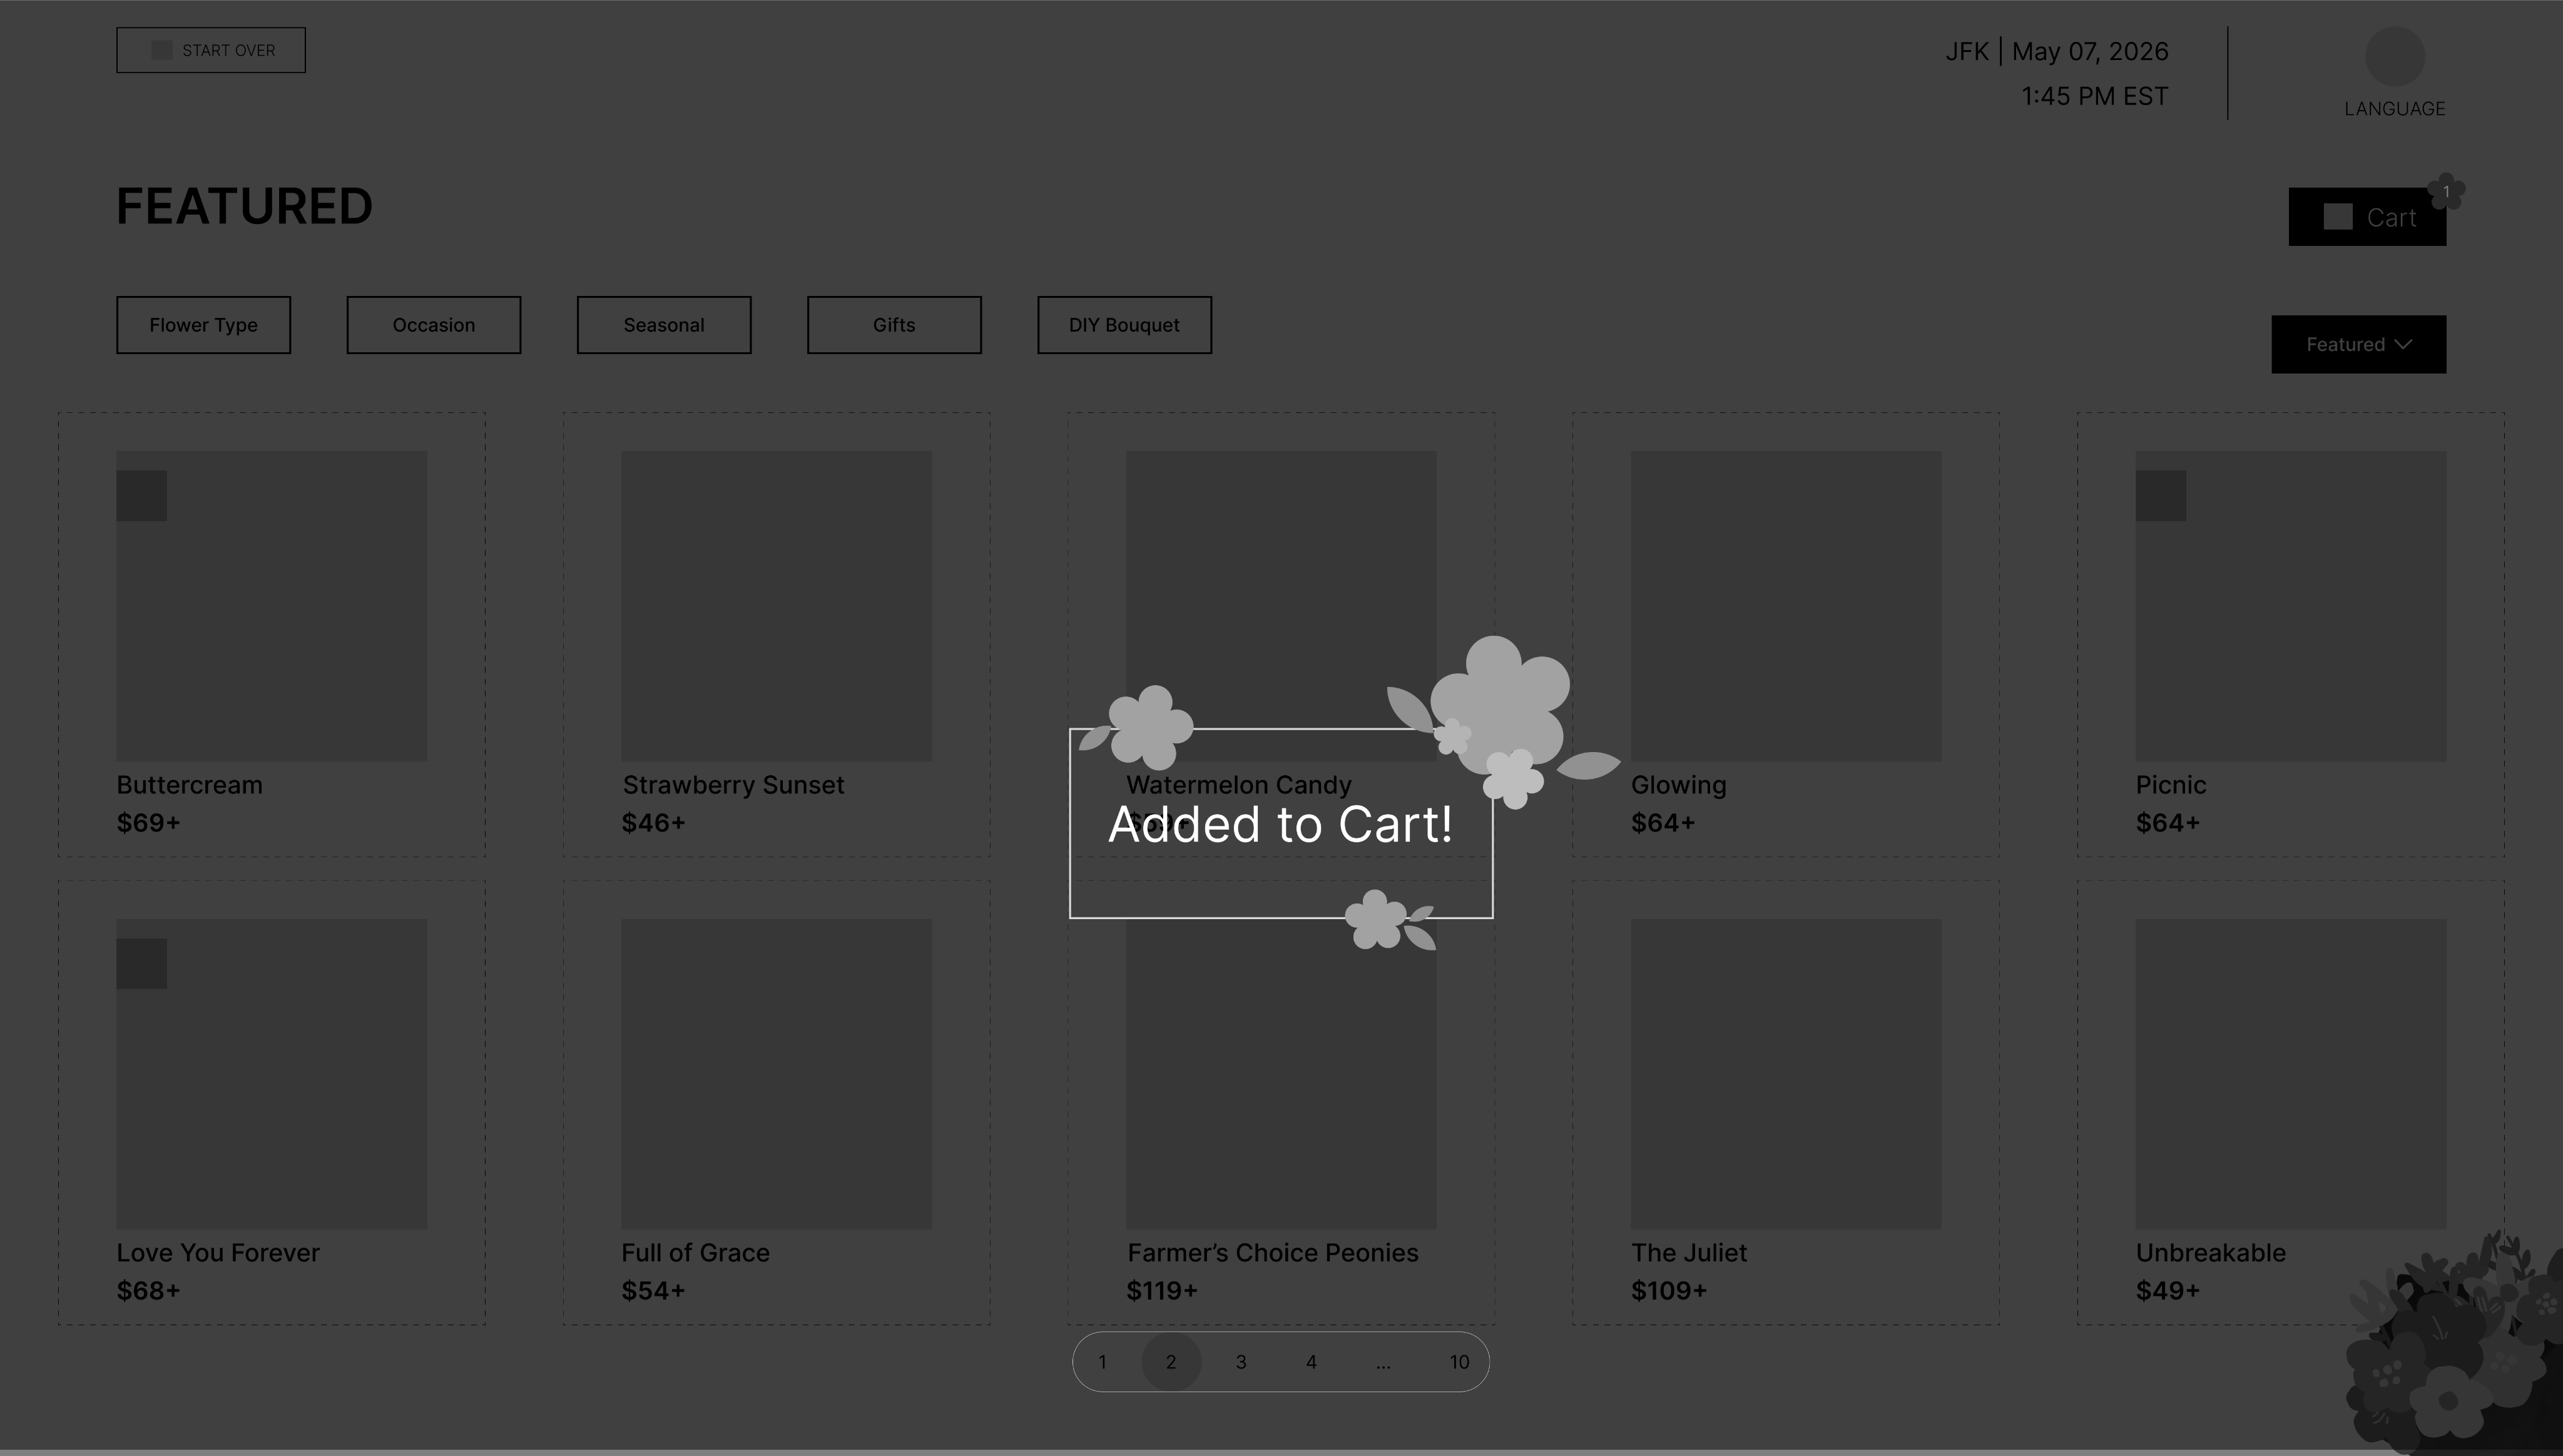 START OVER
JFK | May 07, 2026
1:45 PM EST
LANGUAGE
FEATURED
1
Cart
Flower Type
Occasion
Seasonal
Gifts
DIY Bouquet
Featured
Buttercream
$69+
Strawberry Sunset
$46+
Watermelon Candy
$59+
Added to Cart!
Glowing
$64+
Picnic
$64+
Love You Forever
$68+
Full of Grace
$54+
Farmer’s Choice Peonies
$119+
The Juliet
$109+
Unbreakable
$49+
1 2 3 4 ... 10